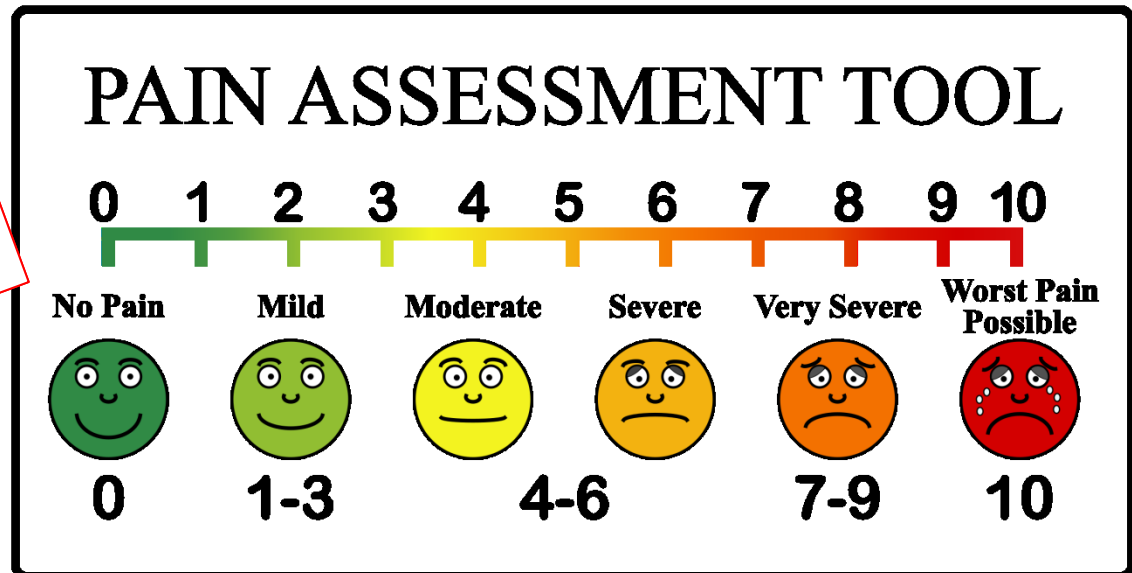 PAIN ASSESSMENT TOOL
0 1 2 3 4 5 6 7 8 9 10
No Pain Mild Moderate Severe Very Severe Worst Pain
Possible
0 1-3 4-6 7-9 10